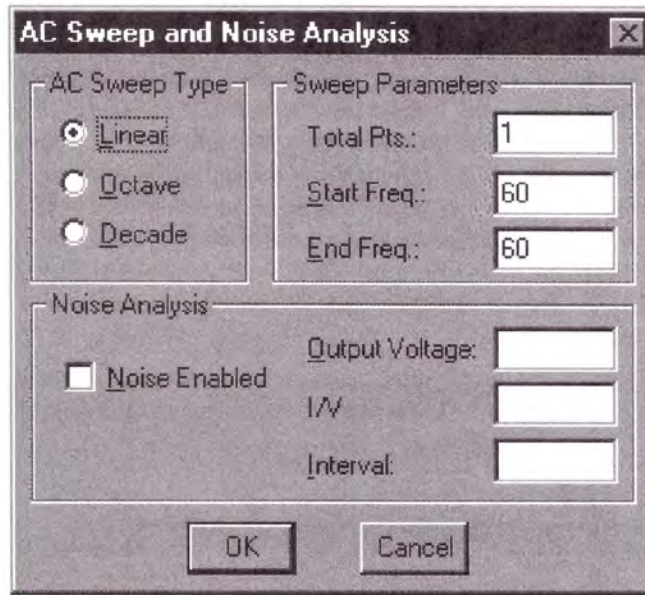 AC Sweep and Noise Analysis
AC Sweep Type
Linear
Octave
Decade
Sweep Parameters
Total Pts.: 1
Start Freq.: 60
End Freq.: 60
Noise Analysis
Noise Enabled
Output Voltage:
I/V
Interval:
OK
Cancel